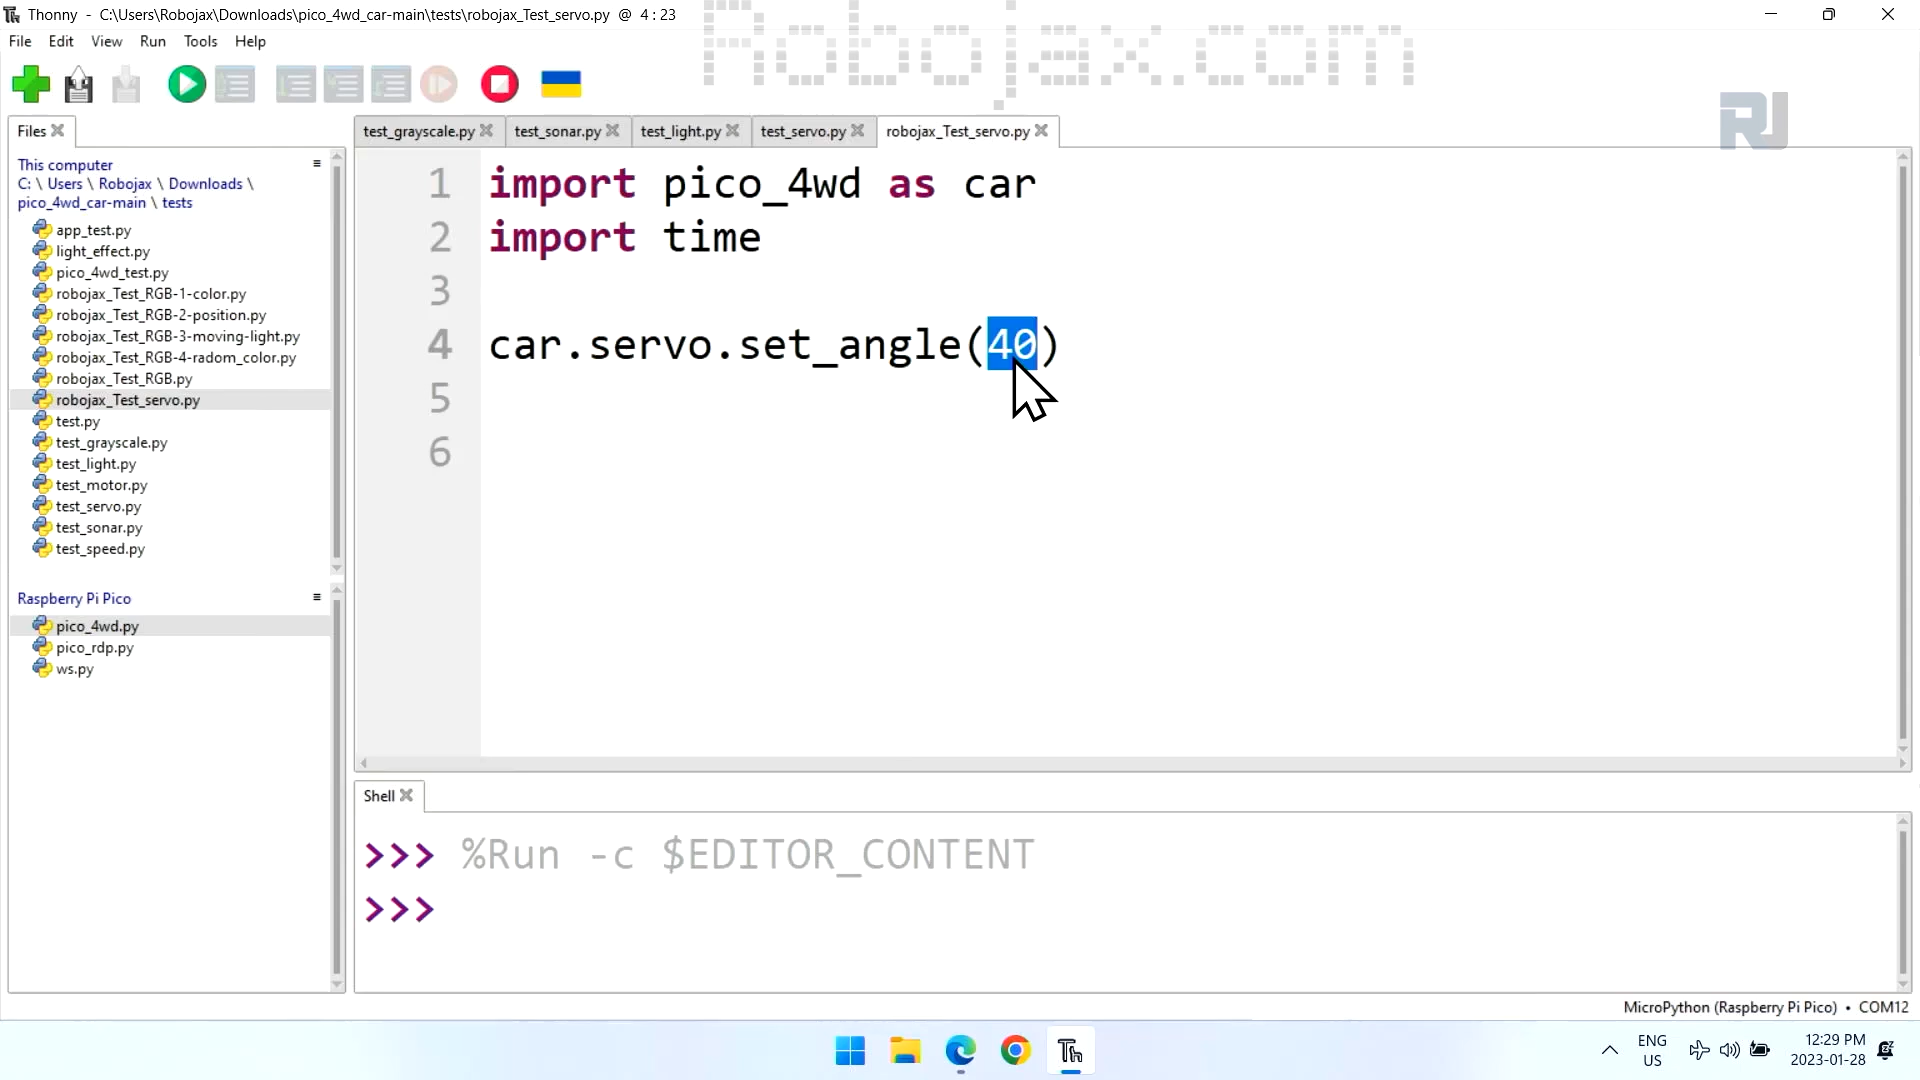 Thonny - C:\Users\Robojax\Downloads\pico_4wd_car-main\tests\robojax_Test_servo.py @ 4:23
File Edit View Run Tools Help
Robojax.com
RJ
Files
This computer
C: \ Users \ Robojax \ Downloads \
pico_4wd_car-main \ tests
app_test.py
light_effect.py
pico_4wd_test.py
robojax_Test_RGB-1-color.py
robojax_Test_RGB-2-position.py
robojax_Test_RGB-3-moving-light.py
robojax_Test_RGB-4-radom_color.py
robojax_Test_RGB.py
robojax_Test_servo.py
test.py
test_grayscale.py
test_light.py
test_motor.py
test_servo.py
test_sonar.py
test_speed.py
Raspberry Pi Pico
pico_4wd.py
pico_rdp.py
ws.py
test_grayscale.py test_sonar.py test_light.py test_servo.py robojax_Test_servo.py
1 import pico_4wd as car
2 import time
3
4 car.servo.set_angle(40)
5
6
Shell
>>> %Run -c $EDITOR_CONTENT
>>>
MicroPython (Raspberry Pi Pico) • COM12
Th
ENG
US
12:29 PM
2023-01-28